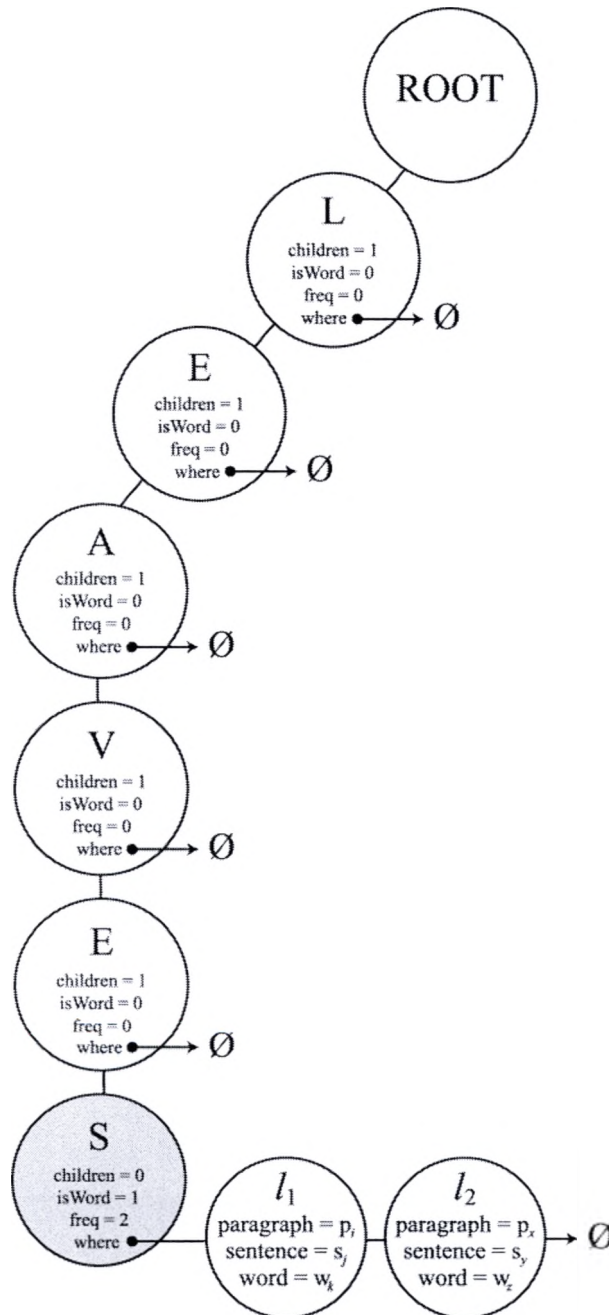 ROOT
L
children = 1
isWord = 0
freq = 0
where Ø
E
children = 1
isWord = 0
freq = 0
where Ø
A
children = 1
isWord = 0
freq = 0
where Ø
V
children = 1
isWord = 0
freq = 0
where Ø
E
children = 1
isWord = 0
freq = 0
where Ø
S
children = 0
isWord = 1
freq = 2
where
l₁
paragraph = pᵢ
sentence = sⱼ
word = wₖ
l₂
paragraph = pₓ
sentence = s_y
word = w_z
Ø